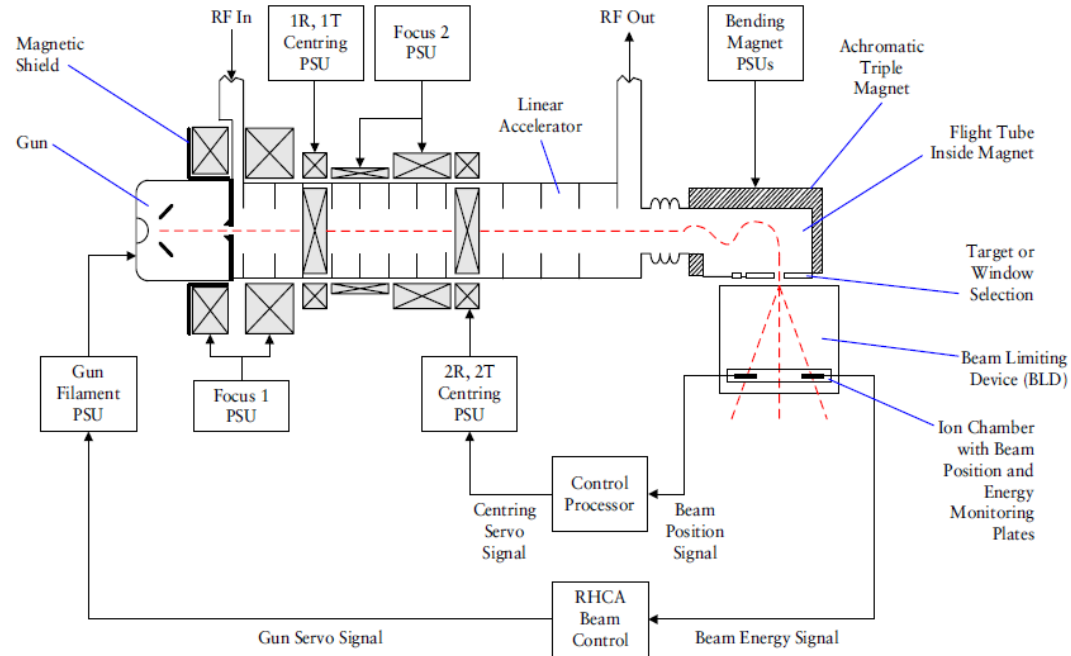 RF In
1R, 1T
Centring
PSU
Focus 2
PSU
RF Out
Bending
Magnet
PSUs
Achromatic
Triple
Magnet
Magnetic
Shield
Linear
Accelerator
Gun
Flight Tube
Inside Magnet
Target or
Window
Selection
Beam Limiting
Device (BLD)
Gun
Filament
PSU
Focus 1
PSU
2R, 2T
Centring
PSU
Ion Chamber
with Beam
Position and
Energy
Monitoring
Plates
Control
Processor
Centring
Servo
Signal
Beam
Position
Signal
RHCA
Beam
Control
Gun Servo Signal
Beam Energy Signal